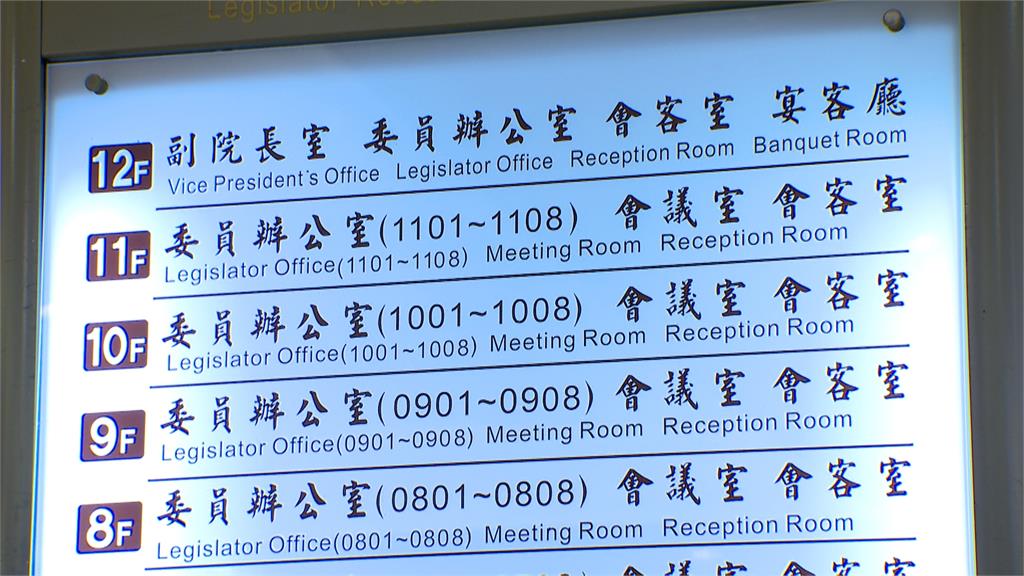 Legislator
12F 副院長室 委員辦公室 會客室 宴客廳
Vice President's Office Legislator Office Reception Room Banquet Room
11F 委員辦公室(1101~1108) 會議室 會客室
Legislator Office(1101~1108) Meeting Room Reception Room
10F 委員辦公室(1001~1008) 會議室 會客室
Legislator Office(1001~1008) Meeting Room Reception Room
9F 委員辦公室(0901~0908) 會議室 會客室
Legislator Office(0901~0908) Meeting Room Reception Room
8F 委員辦公室(0801~0808) 會議室 會客室
Legislator Office(0801~0808) Meeting Room Reception Room